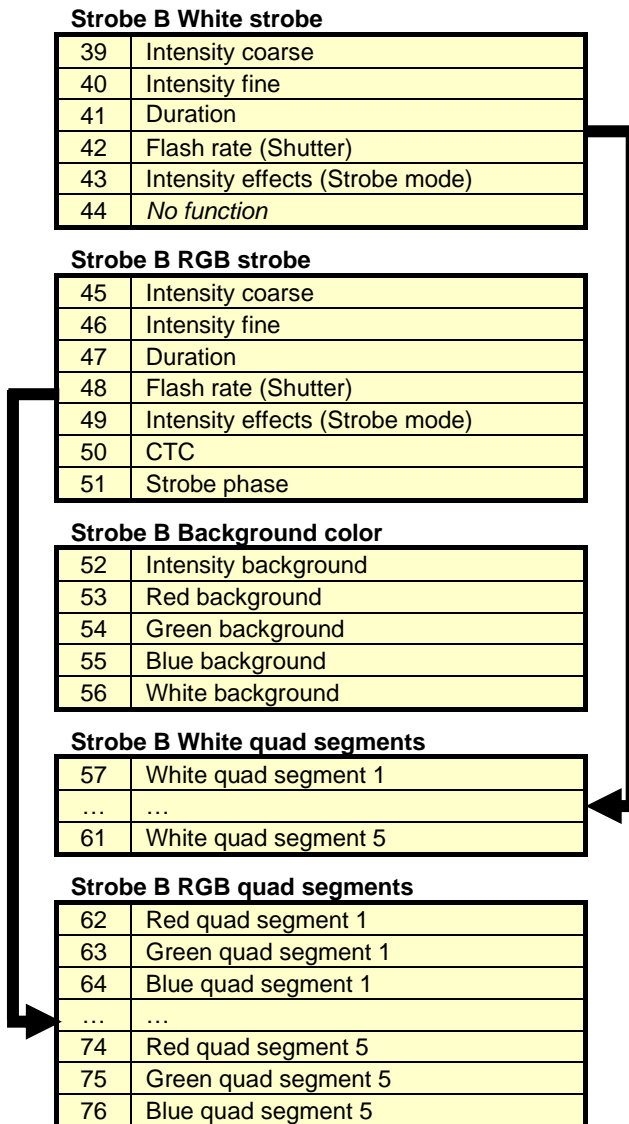 Strobe B White strobe
39 Intensity coarse
40 Intensity fine
41 Duration
42 Flash rate (Shutter)
43 Intensity effects (Strobe mode)
44 No function
Strobe B RGB strobe
45 Intensity coarse
46 Intensity fine
47 Duration
48 Flash rate (Shutter)
49 Intensity effects (Strobe mode)
50 CTC
51 Strobe phase
Strobe B Background color
52 Intensity background
53 Red background
54 Green background
55 Blue background
56 White background
Strobe B White quad segments
57 White quad segment 1
… …
61 White quad segment 5
Strobe B RGB quad segments
62 Red quad segment 1
63 Green quad segment 1
64 Blue quad segment 1
… …
74 Red quad segment 5
75 Green quad segment 5
76 Blue quad segment 5